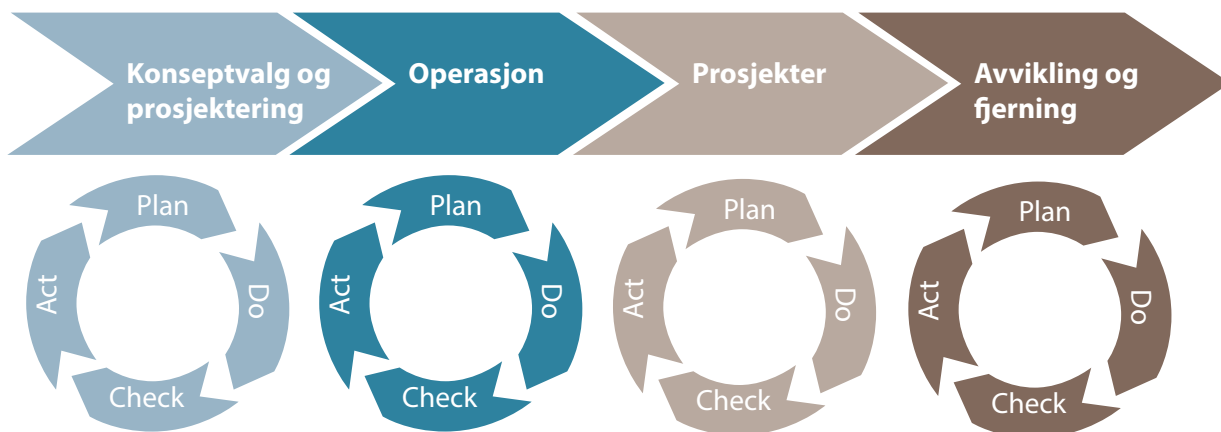 Konseptvalg og
prosjektering
Operasjon
Prosjekter
Avvikling og
fjerning
Plan
Do
Check
Act
Plan
Do
Check
Act
Plan
Do
Check
Act
Plan
Do
Check
Act